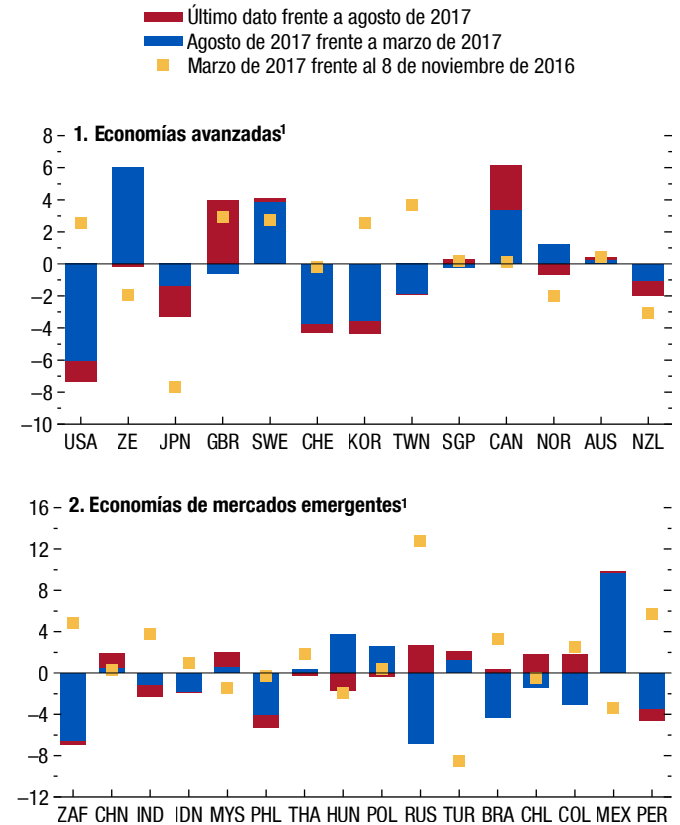 Último dato frente a agosto de 2017
Agosto de 2017 frente a marzo de 2017
Marzo de 2017 frente al 8 de noviembre de 2016
1. Economías avanzadas¹
8
6
4
2
0
−2
−4
−6
−8
−10
USA ZE JPN GBR SWE CHE KOR TWN SGP CAN NOR AUS NZL
2. Economías de mercados emergentes¹
16
12
8
4
0
−4
−8
−12
ZAF CHN IND IDN MYS PHL THA HUN POL RUS TUR BRA CHL COL MEX PER